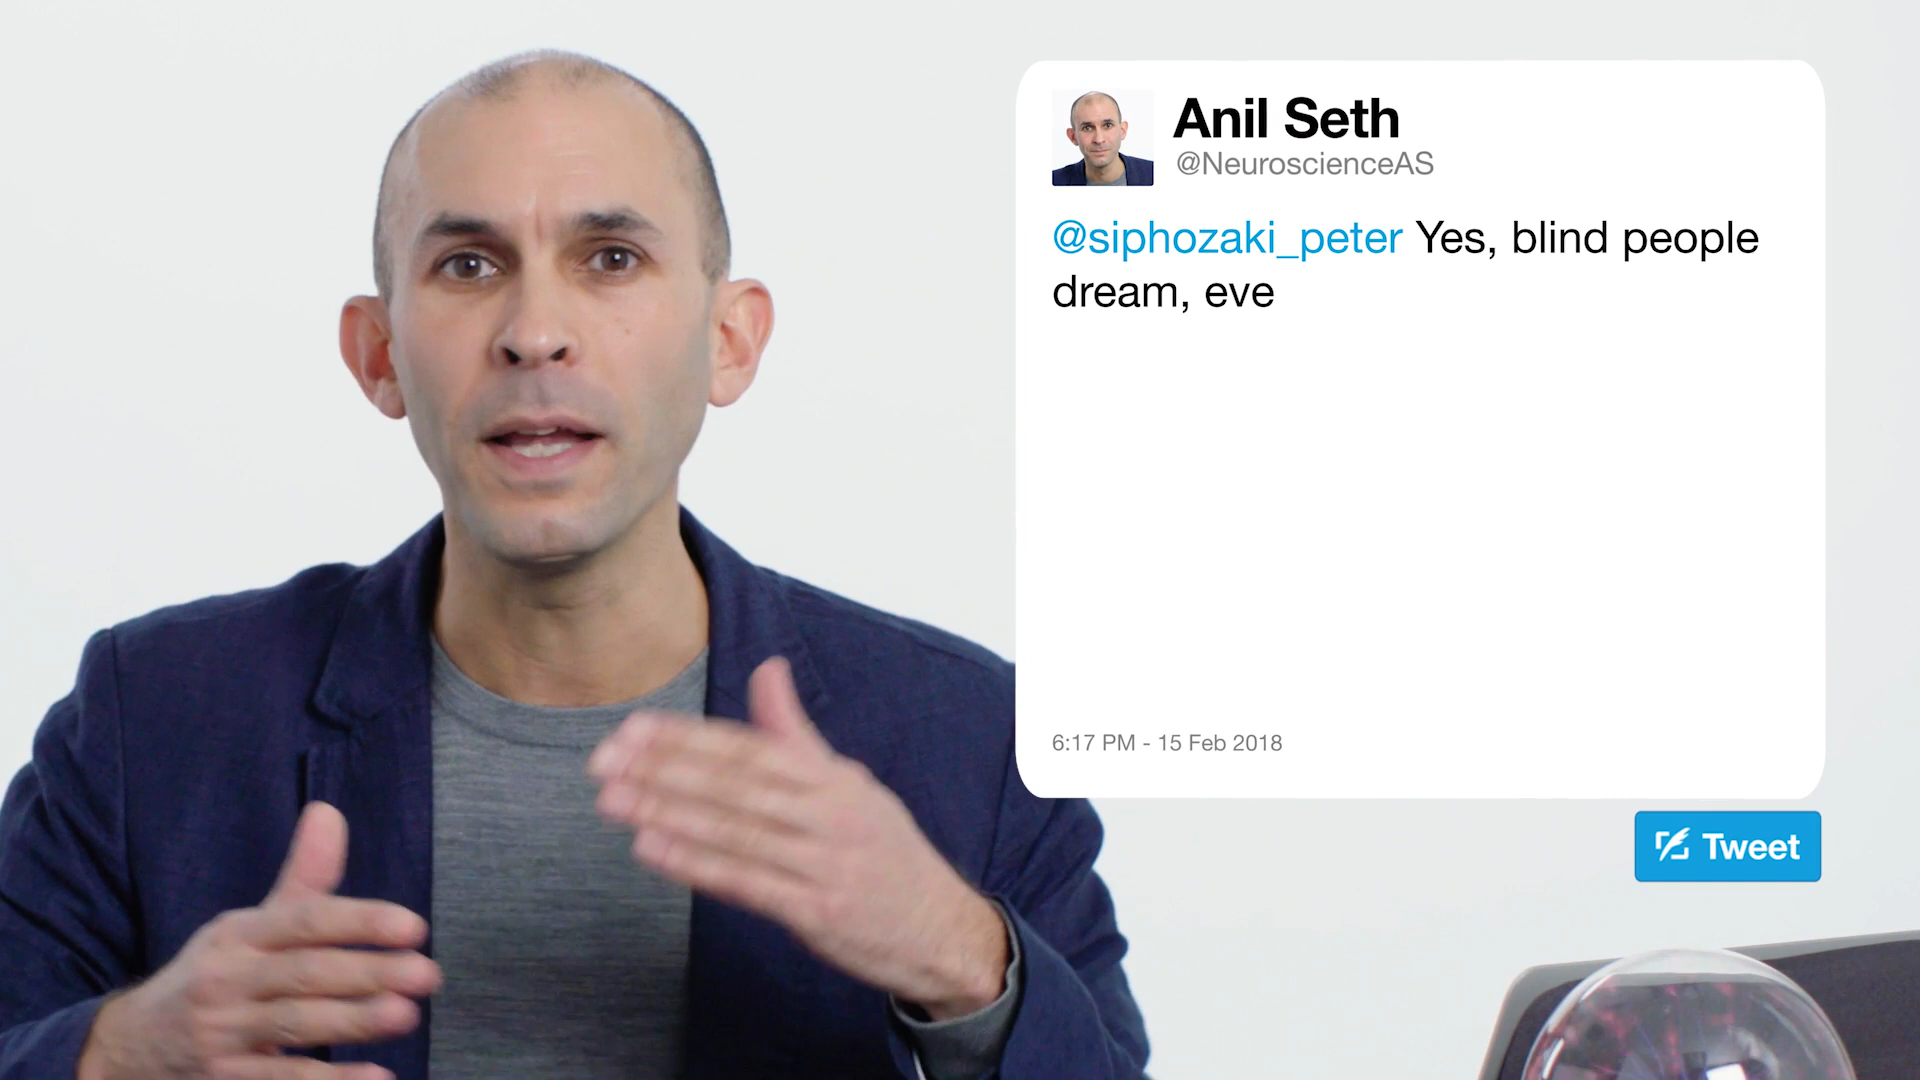 Anil Seth
@NeuroscienceAS
@siphozaki_peter Yes, blind people
dream, eve
6:17 PM - 15 Feb 2018
Tweet